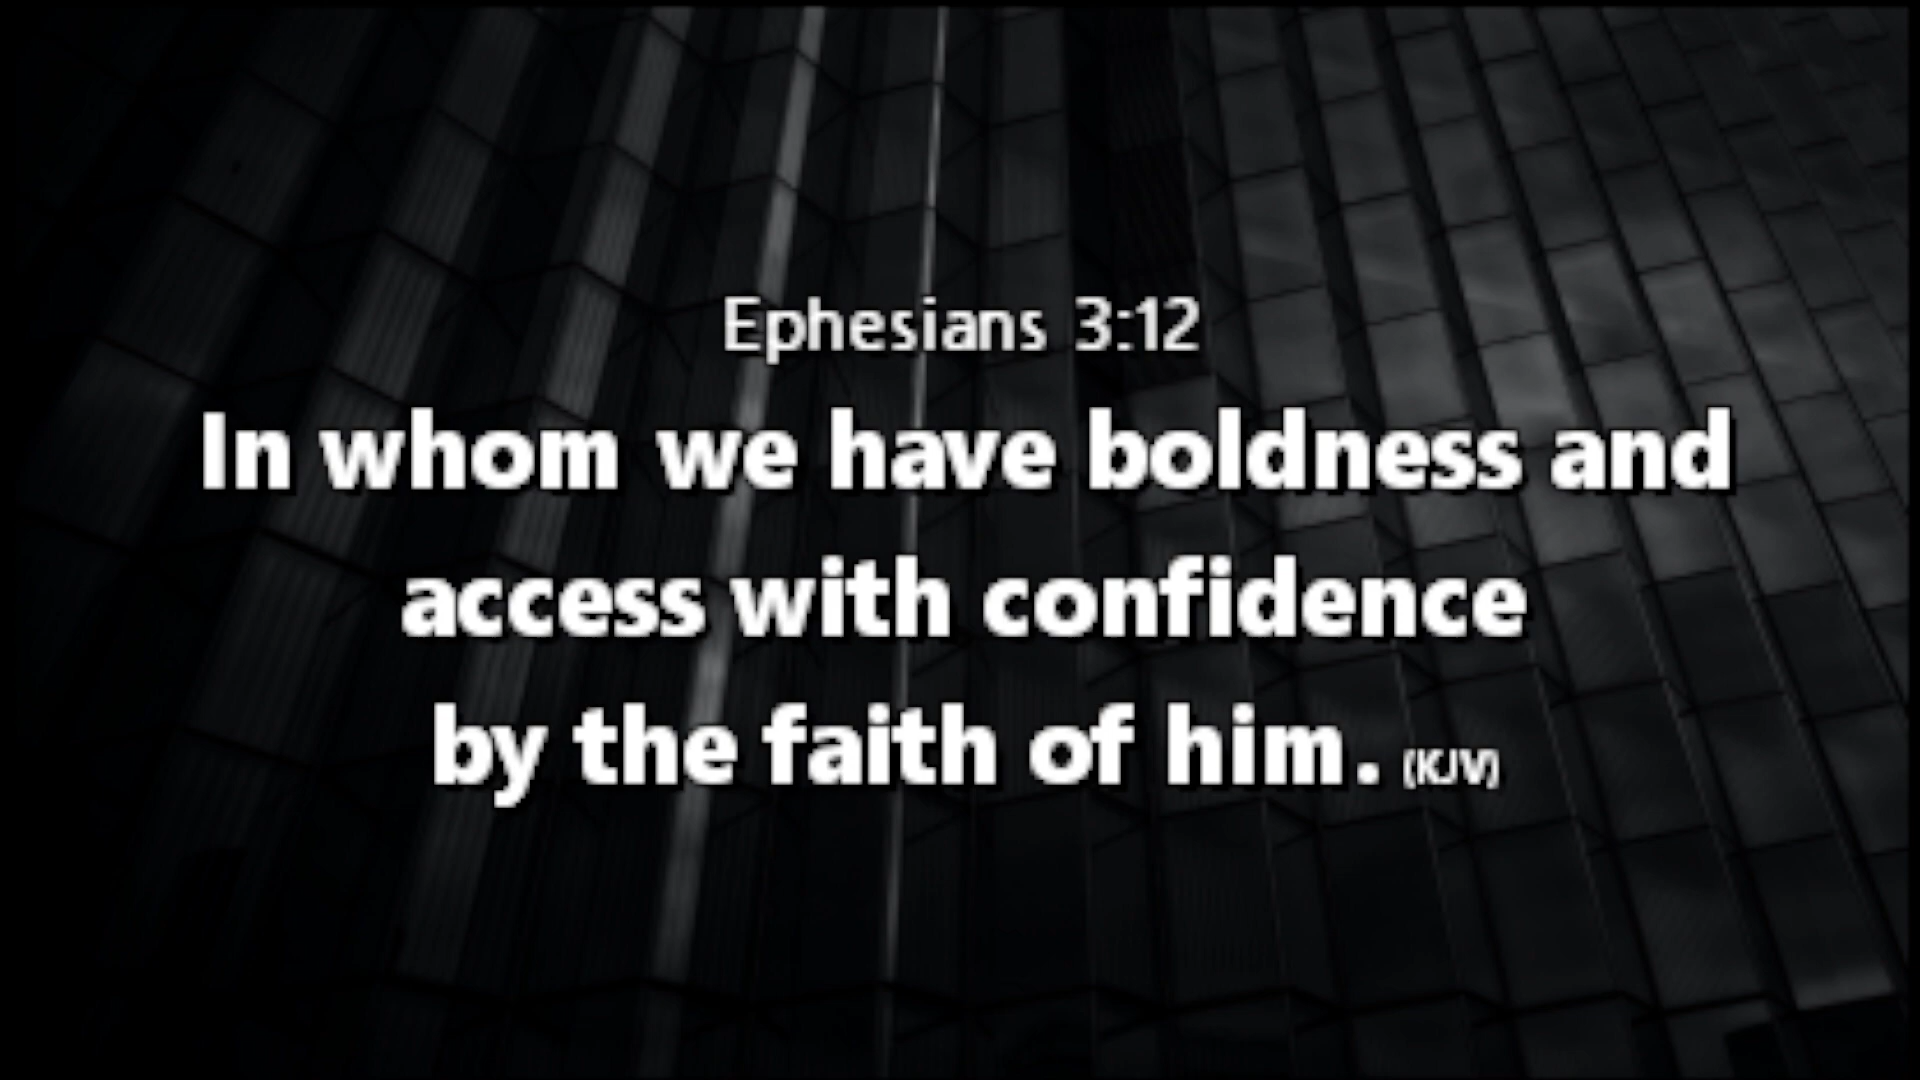 Ephesians 3:12
In whom we have boldness and
access with confidence
by the faith of him. (KJV)